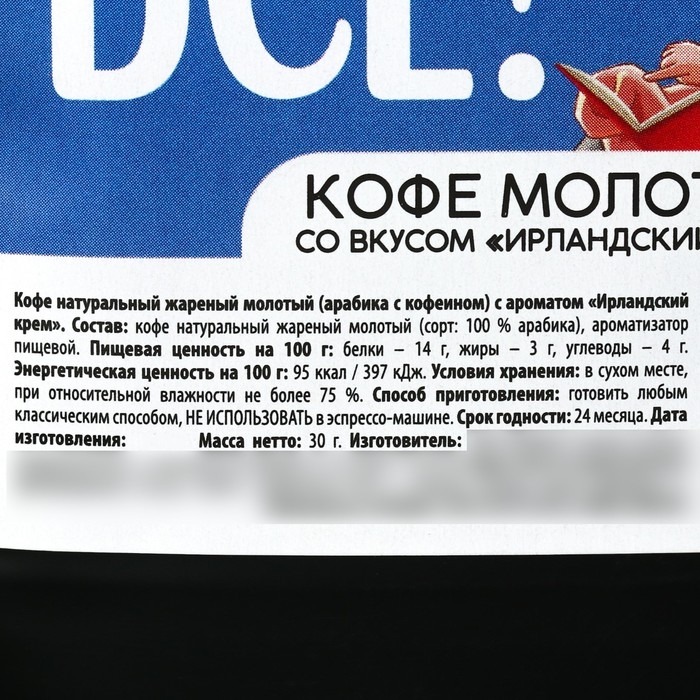 ВСЁ!
КОФЕ МОЛОТ
СО ВКУСОМ «ИРЛАНДСКИЙ
Кофе натуральный жареный молотый (арабика с кофеином) с ароматом «Ирландский
крем». Состав: кофе натуральный жареный молотый (сорт: 100 % арабика), ароматизатор
пищевой. Пищевая ценность на 100 г: белки – 14 г, жиры – 3 г, углеводы – 4 г.
Энергетическая ценность на 100 г: 95 ккал / 397 кДж. Условия хранения: в сухом месте,
при относительной влажности не более 75 %. Способ приготовления: готовить любым
классическим способом, НЕ ИСПОЛЬЗОВАТЬ в эспрессо-машине. Срок годности: 24 месяца. Дата
изготовления: Масса нетто: 30 г. Изготовитель: